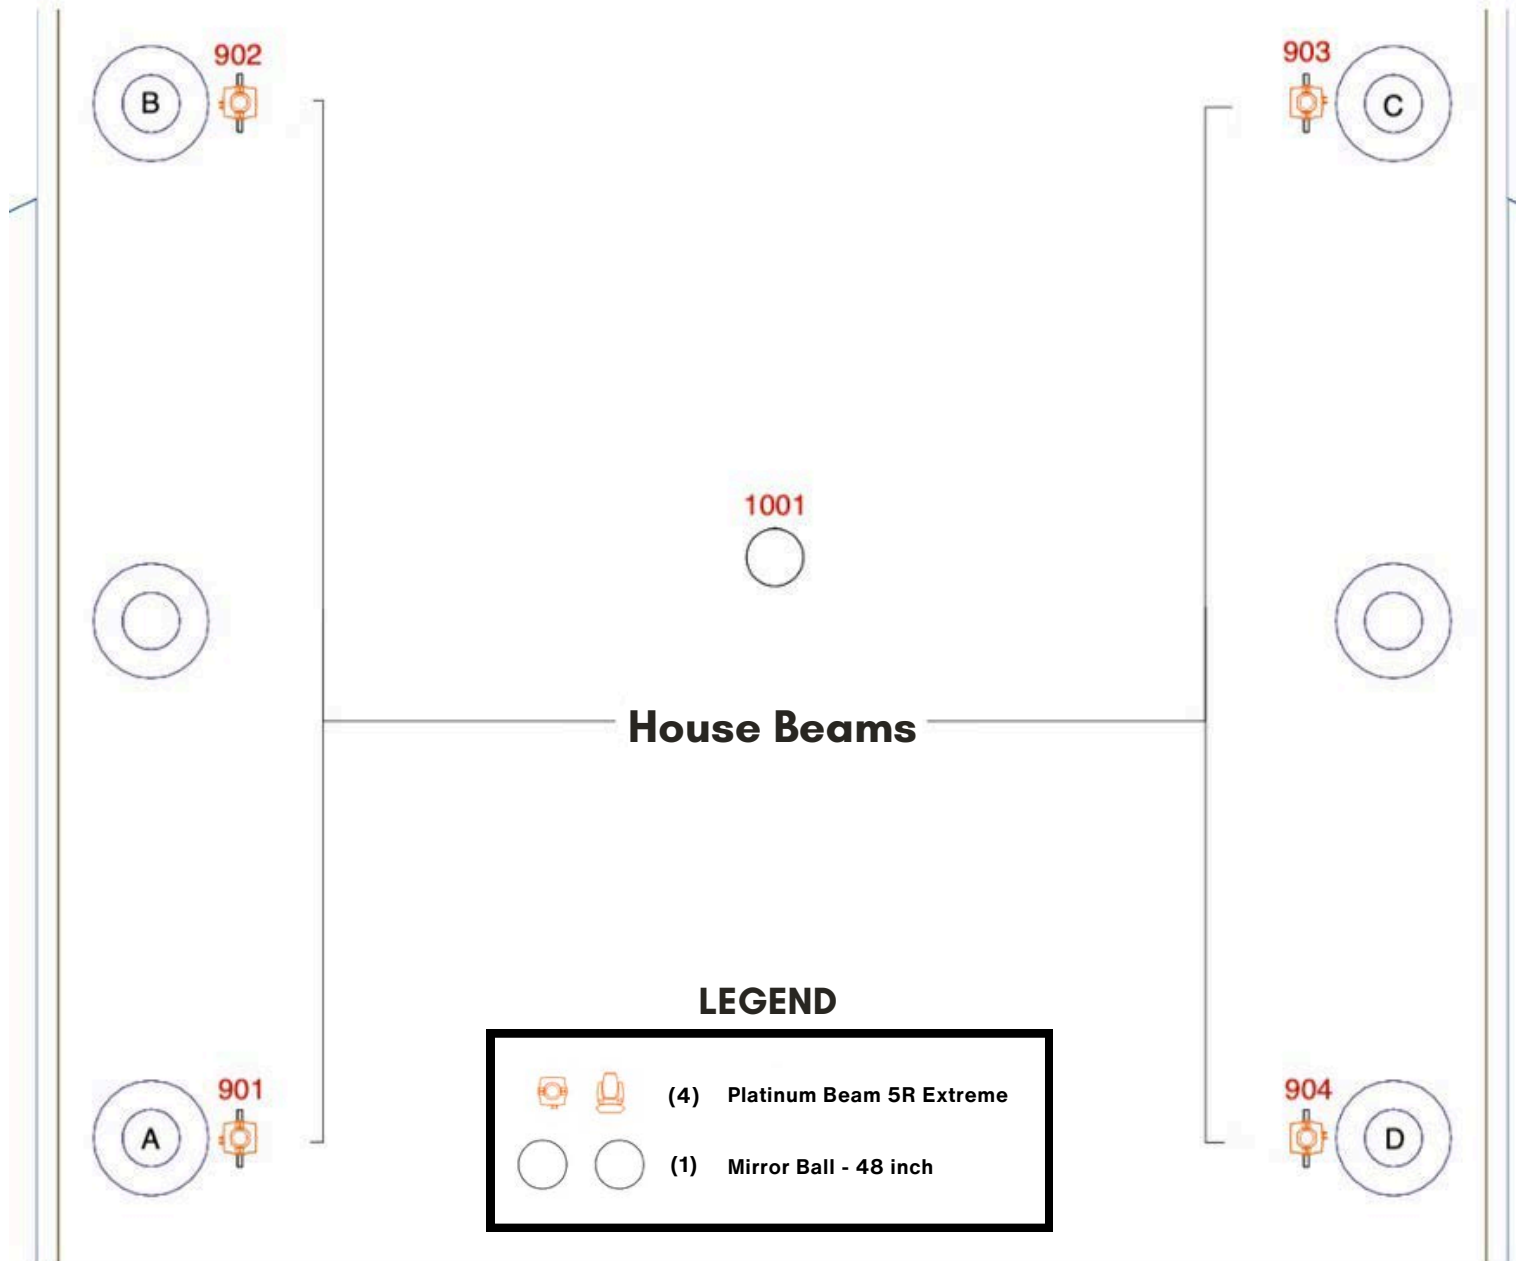 902
903
B
C
1001
House Beams
LEGEND
901
904
A
D
(4) Platinum Beam 5R Extreme
(1) Mirror Ball - 48 inch